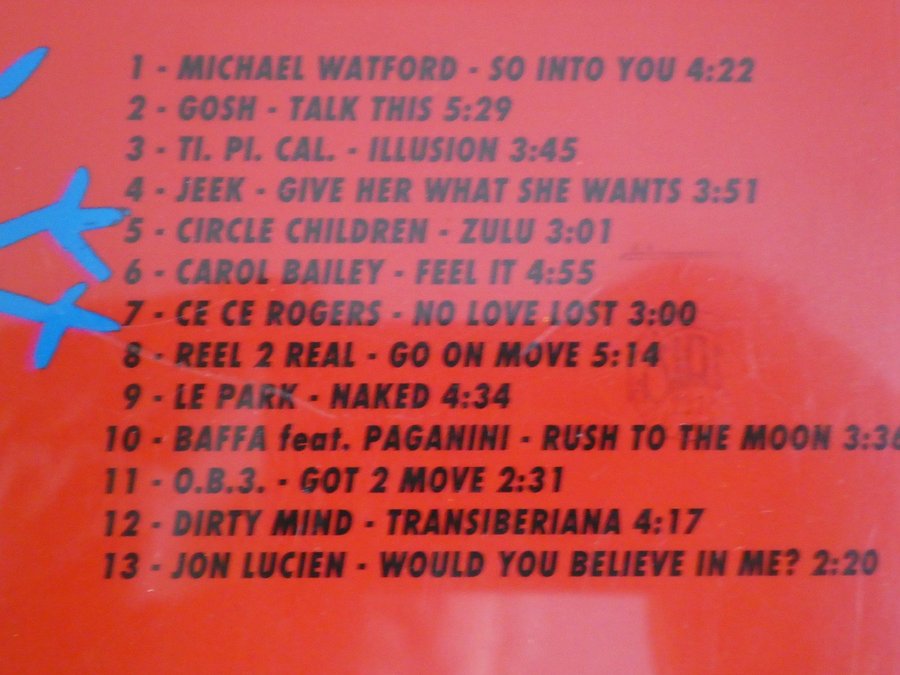 1 - MICHAEL WATFORD - SO INTO YOU 4:22
2 - GOSH - TALK THIS 5:29
3 - TI. PI. CAL. - ILLUSION 3:45
4 - JEEK - GIVE HER WHAT SHE WANTS 3:51
5 - CIRCLE CHILDREN - ZULU 3:01
6 - CAROL BAILEY - FEEL IT 4:55
7 - CE CE ROGERS - NO LOVE LOST 3:00
8 - REEL 2 REAL - GO ON MOVE 5:14
9 - LE PARK - NAKED 4:34
10 - BAFFA feat. PAGANINI - RUSH TO THE MOON 3:36
11 - O.B.3. - GOT 2 MOVE 2:31
12 - DIRTY MIND - TRANSIBERIANA 4:17
13 - JON LUCIEN - WOULD YOU BELIEVE IN ME? 2:20